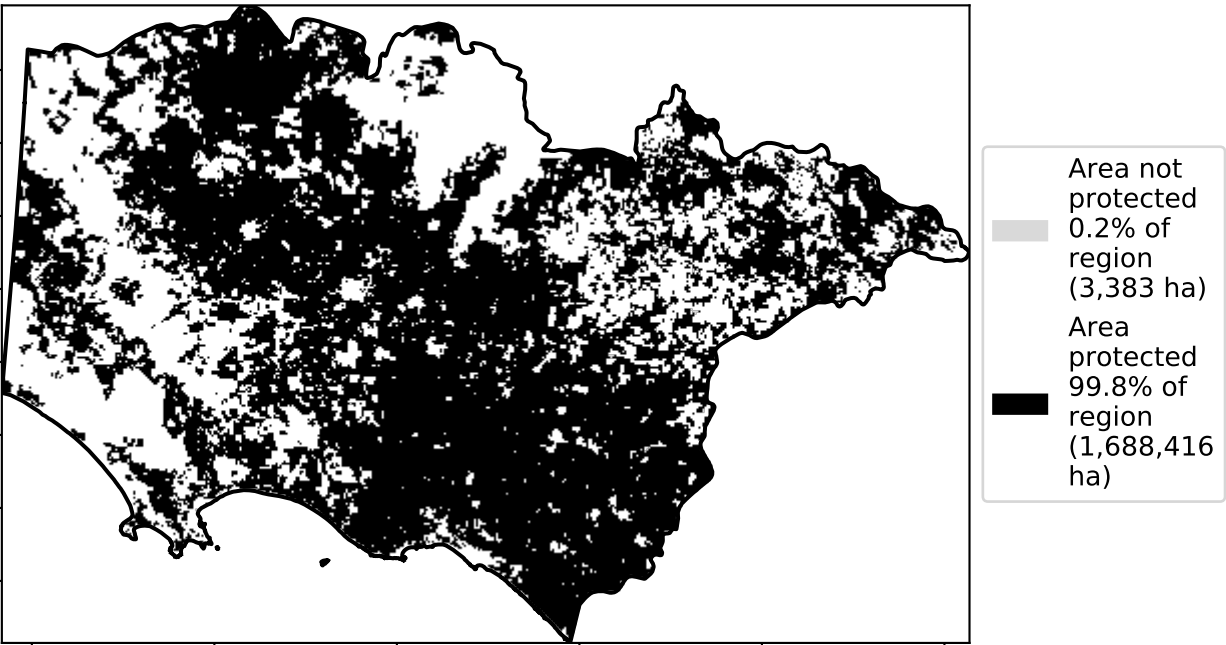 Area not
protected
0.2% of
region
(3,383 ha)
Area
protected
99.8% of
region
(1,688,416
ha)